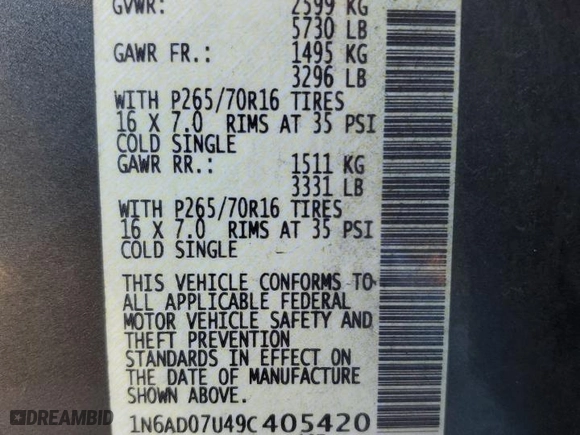 GVWR: 2599 KG
5730 LB
GAWR FR.: 1495 KG
3296 LB
WITH P265/70R16 TIRES
16 X 7.0 RIMS AT 35 PSI
COLD SINGLE
GAWR RR.: 1511 KG
3331 LB
WITH P265/70R16 TIRES
16 X 7.0 RIMS AT 35 PSI
COLD SINGLE
THIS VEHICLE CONFORMS TO
ALL APPLICABLE FEDERAL
MOTOR VEHICLE SAFETY AND
THEFT PREVENTION
STANDARDS IN EFFECT ON
THE DATE OF MANUFACTURE
SHOWN ABOVE.
1N6AD07U49C405420
DREAMBID